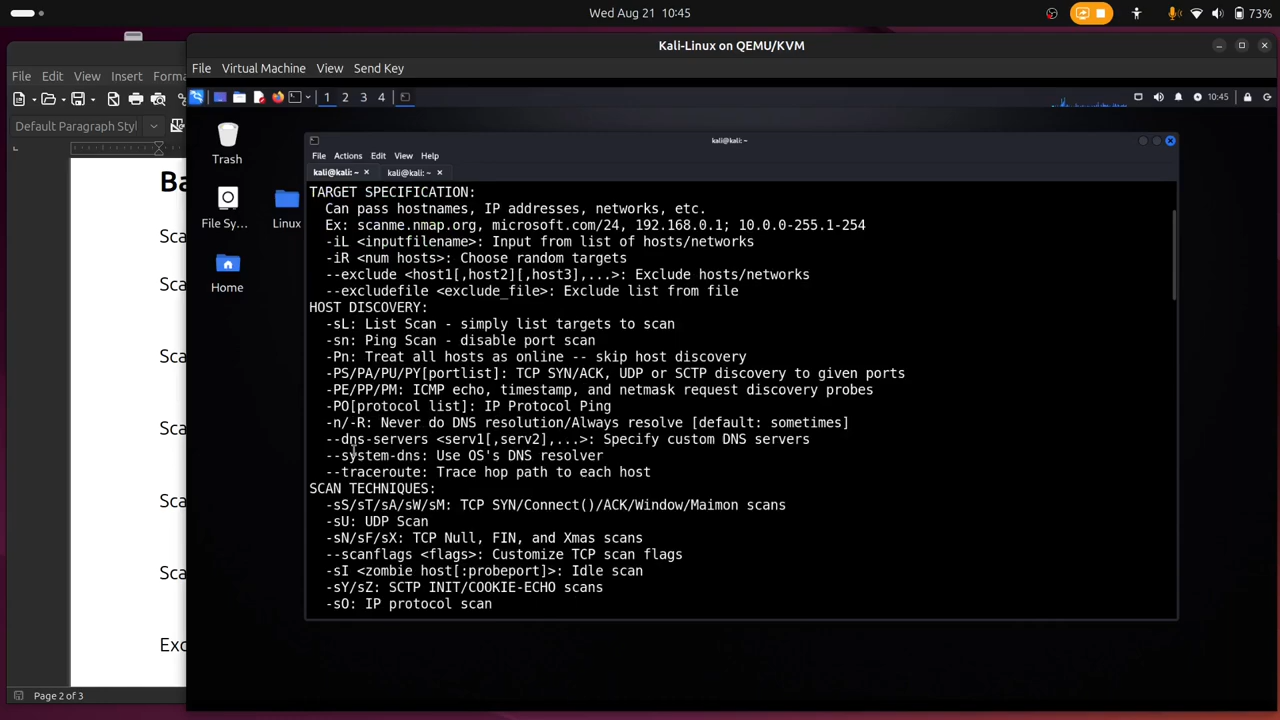 Wed Aug 21 10:45
73%
Kali-Linux on QEMU/KVM
File Edit View Insert Forma
Default Paragraph Styl
File Virtual Machine View Send Key
1 2 3 4
10:45
Trash
File Sy...
Linux
Home
kali@kali: ~
File Actions Edit View Help
kali@kali: ~ kali@kali: ~
TARGET SPECIFICATION:
Can pass hostnames, IP addresses, networks, etc.
Ex: scanme.nmap.org, microsoft.com/24, 192.168.0.1; 10.0.0-255.1-254
-iL <inputfilename>: Input from list of hosts/networks
-iR <num hosts>: Choose random targets
--exclude <host1[,host2][,host3],...>: Exclude hosts/networks
--excludefile <exclude_file>: Exclude list from file
HOST DISCOVERY:
-sL: List Scan - simply list targets to scan
-sn: Ping Scan - disable port scan
-Pn: Treat all hosts as online -- skip host discovery
-PS/PA/PU/PY[portlist]: TCP SYN/ACK, UDP or SCTP discovery to given ports
-PE/PP/PM: ICMP echo, timestamp, and netmask request discovery probes
-PO[protocol list]: IP Protocol Ping
-n/-R: Never do DNS resolution/Always resolve [default: sometimes]
--dns-servers <serv1[,serv2],...>: Specify custom DNS servers
--system-dns: Use OS's DNS resolver
--traceroute: Trace hop path to each host
SCAN TECHNIQUES:
-sS/sT/sA/sW/sM: TCP SYN/Connect()/ACK/Window/Maimon scans
-sU: UDP Scan
-sN/sF/sX: TCP Null, FIN, and Xmas scans
--scanflags <flags>: Customize TCP scan flags
-sI <zombie host[:probeport]>: Idle scan
-sY/sZ: SCTP INIT/COOKIE-ECHO scans
-sO: IP protocol scan
Ba
Sca
Sca
Sca
Sca
Sca
Sca
Exc
Page 2 of 3